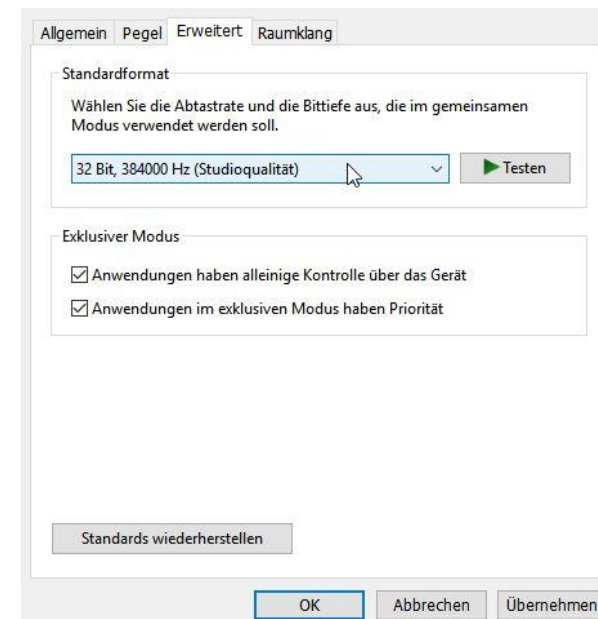 Allgemein Pegel Erweitert Raumklang
Standardformat
Wählen Sie die Abtastrate und die Bittiefe aus, die im gemeinsamen
Modus verwendet werden soll.
32 Bit, 384000 Hz (Studioqualität)
Testen
Exklusiver Modus
Anwendungen haben alleinige Kontrolle über das Gerät
Anwendungen im exklusiven Modus haben Priorität
Standards wiederherstellen
OK Abbrechen Übernehmen